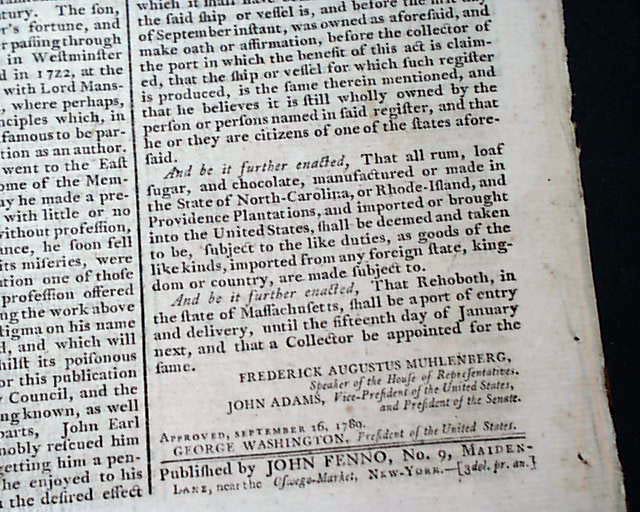 tury. The son,
r's fortune, and
r passing through
in Westminster
d in 1722, at the
with Lord Mans-
, where perhaps,
nciples which, in
famous to be par-
tion as an author.
went to the East
ome of the Mem-
ay he made a pre-
with little or no
without profession,
ance, he soon fell
its miseries, were
ation one of those
profession offered
ng the work above
tigma on his name
d, and which will
hilst its poisonous
or this publication
Council, and the
ng known, as well
parts, John Earl
nobly rescued him
getting him a pen-
he enjoyed to his
n the desired effect
which it shall have
the said ship or vessel is, and before the first day
of September instant, was owned as aforesaid, and
make oath or affirmation, before the collector of
the port in which the benefit of this act is claim-
ed, that the ship or vessel for which such register
is produced, is the same therein mentioned, and
that he believes it is still wholly owned by the
person or persons named in said register, and that
he or they are citizens of one of the states afore-
said.
And be it further enacted, That all rum, loaf
sugar, and chocolate, manufactured or made in
the State of North-Carolina, or Rhode-Island, and
Providence Plantations, and imported or brought
into the United States, shall be deemed and taken
to be, subject to the like duties, as goods of the
like kinds, imported from any foreign state, king-
dom or country, are made subject to.
And be it further enacted, That Rehoboth, in
the state of Massachusetts, shall be a port of entry
and delivery, until the fifteenth day of January
next, and that a Collector be appointed for the
same.
FREDERICK AUGUSTUS MUHLENBERG,
Speaker of the House of Representatives.
JOHN ADAMS, Vice-President of the United States,
and President of the Senate.
APPROVED, SEPTEMBER 16, 1789.
GEORGE WASHINGTON, President of the United States.
Published by JOHN FENNO, No. 9, MAIDEN-
LANE, near the Oswego-Market, NEW-YORK.—[3 dol. pr. an.]